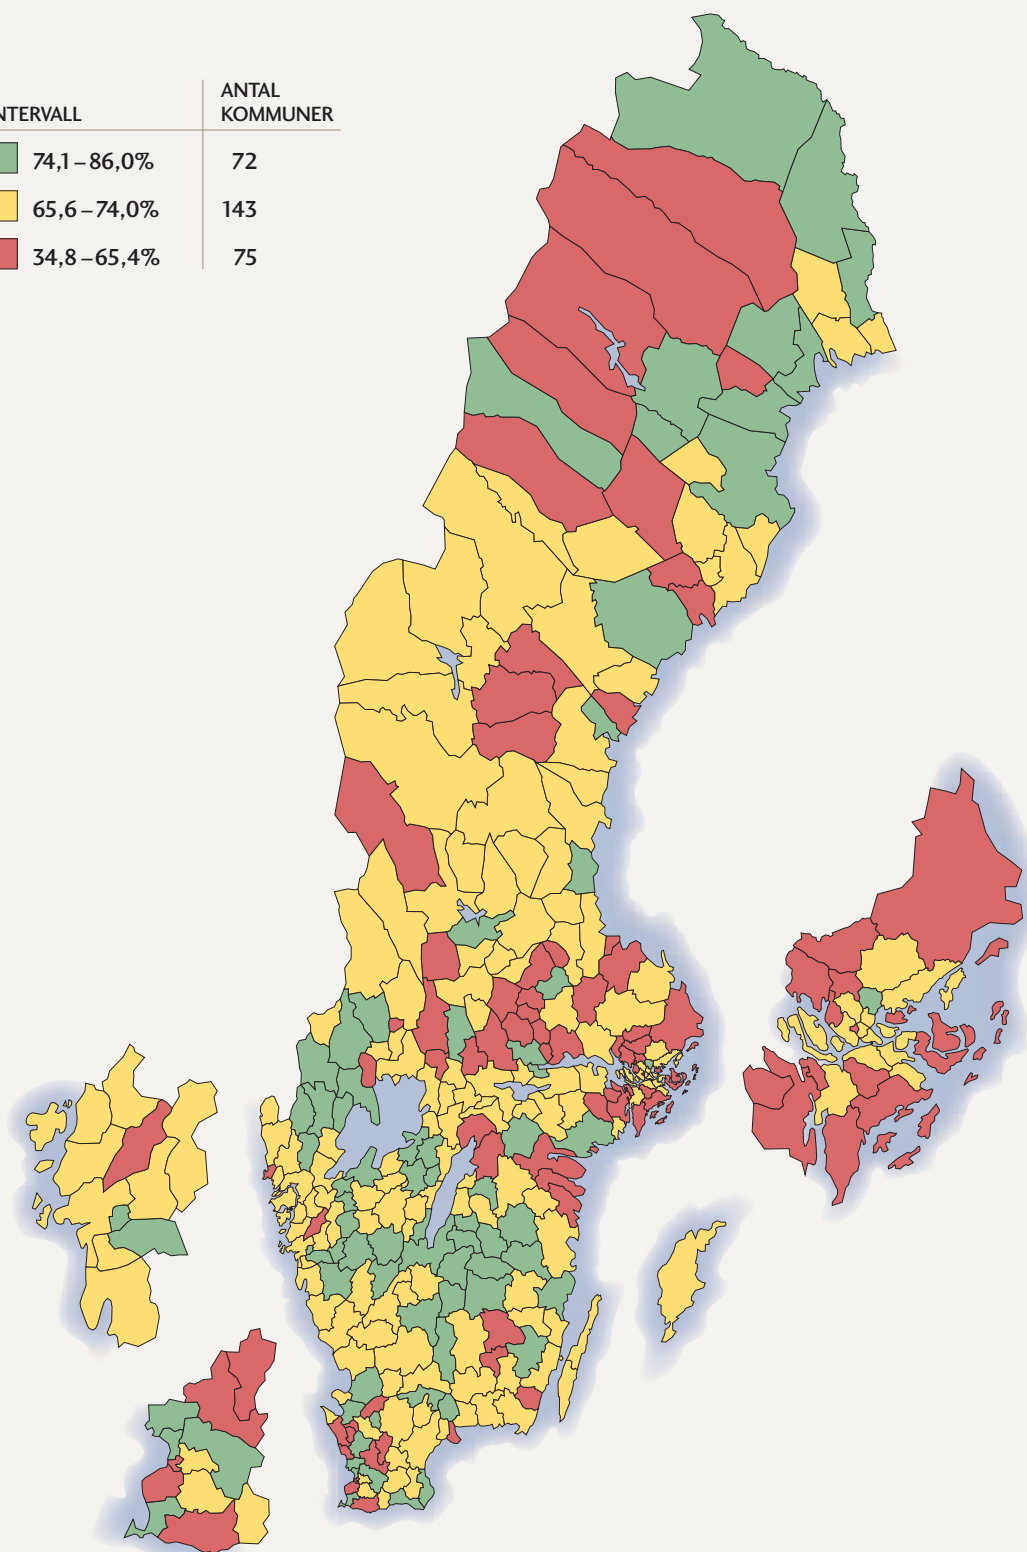 NTERVALL
ANTAL
KOMMUNER
74,1–86,0% 72
65,6–74,0% 143
34,8–65,4% 75